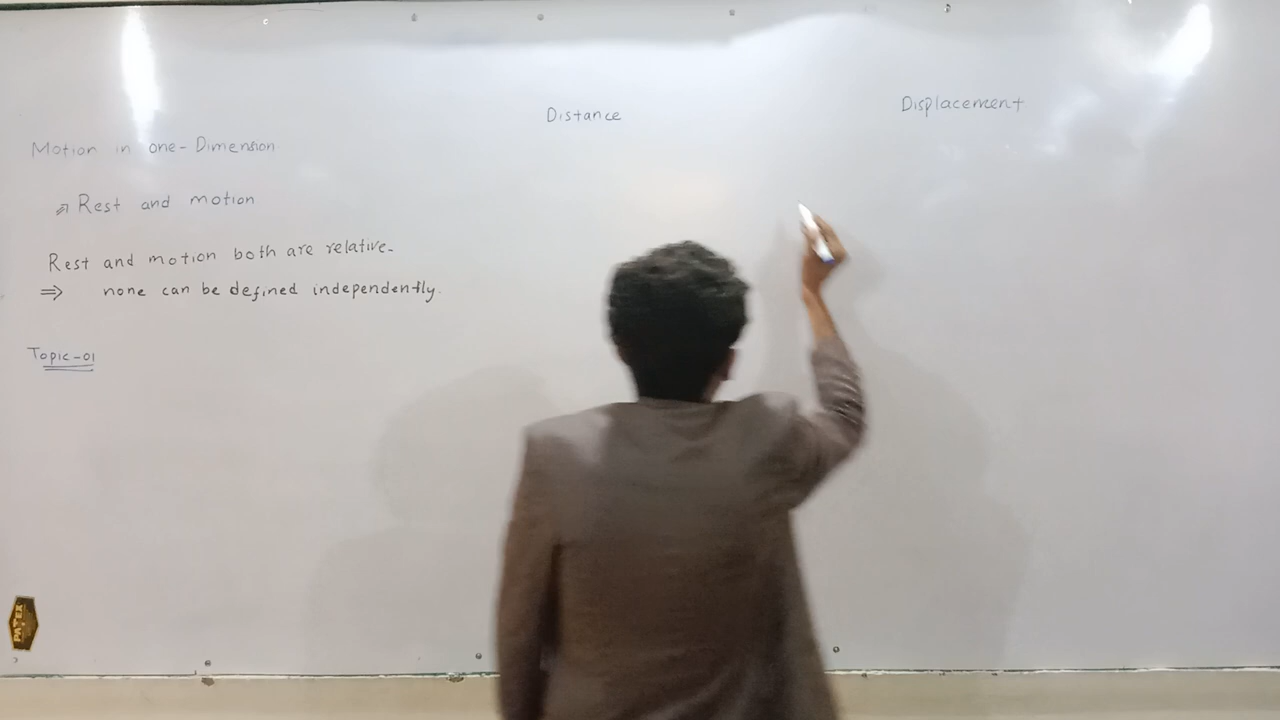 Motion in one-Dimension
⇗ Rest and motion
Rest and motion both are relative-
⇒ none can be defined independently.
Topic-01
Distance
Displacement
PATEX